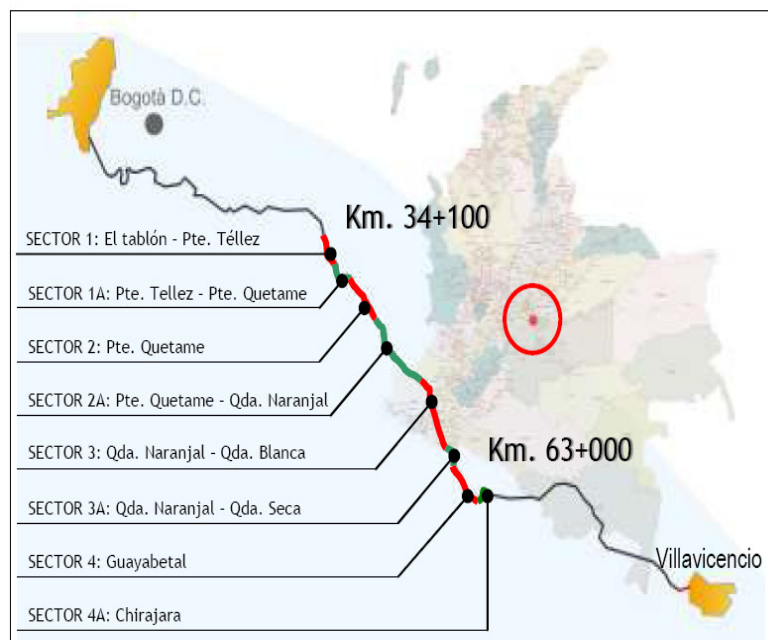 Bogotà D.C.
Km. 34+100
SECTOR 1: El tablón - Pte. Téllez
SECTOR 1A: Pte. Tellez - Pte. Quetame
SECTOR 2: Pte. Quetame
SECTOR 2A: Pte. Quetame - Qda. Naranjal
SECTOR 3: Qda. Naranjal - Qda. Blanca
Km. 63+000
SECTOR 3A: Qda. Naranjal - Qda. Seca
SECTOR 4: Guayabetal
Villavicencio
SECTOR 4A: Chirajara